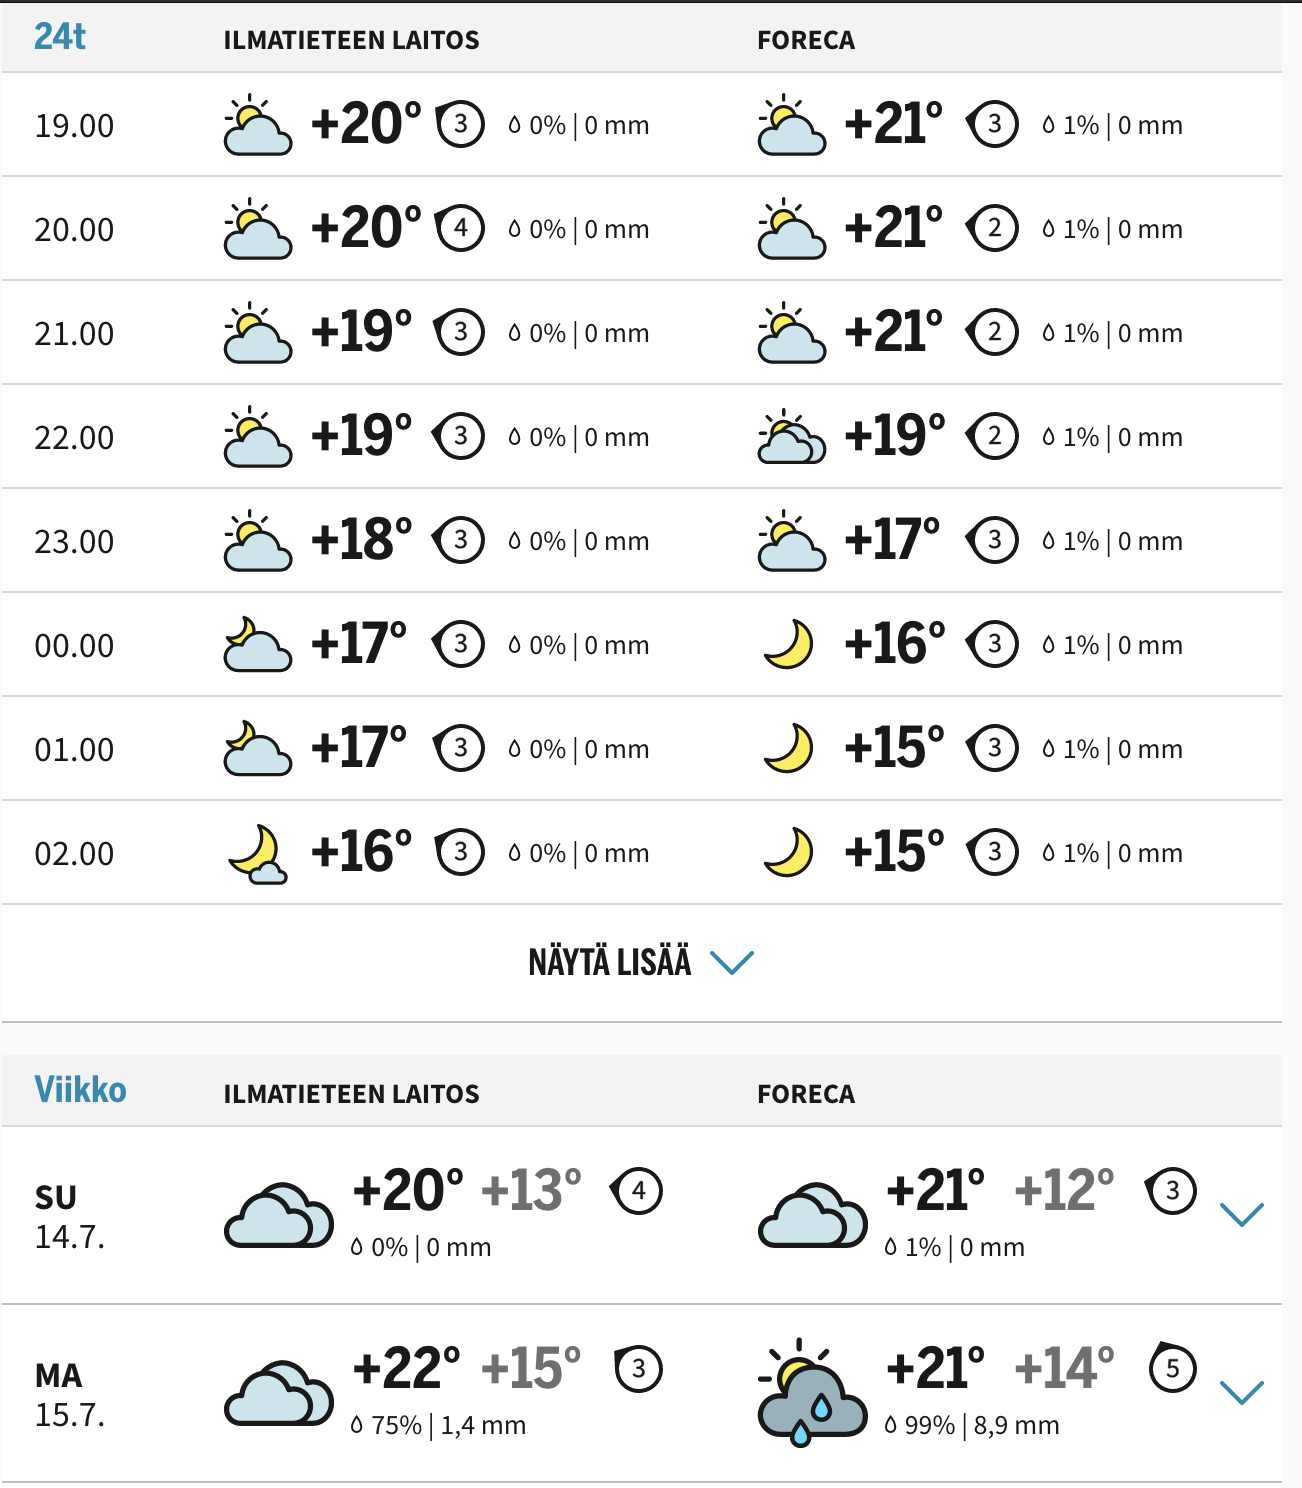 24t ILMATIETEEN LAITOS FORECA
19.00 +20° 3 0% | 0 mm +21° 3 1% | 0 mm
20.00 +20° 4 0% | 0 mm +21° 2 1% | 0 mm
21.00 +19° 3 0% | 0 mm +21° 2 1% | 0 mm
22.00 +19° 3 0% | 0 mm +19° 2 1% | 0 mm
23.00 +18° 3 0% | 0 mm +17° 3 1% | 0 mm
00.00 +17° 3 0% | 0 mm +16° 3 1% | 0 mm
01.00 +17° 3 0% | 0 mm +15° 3 1% | 0 mm
02.00 +16° 3 0% | 0 mm +15° 3 1% | 0 mm
NÄYTÄ LISÄÄ
Viikko ILMATIETEEN LAITOS FORECA
SU +20° +13° 4 +21° +12° 3
14.7. 0% | 0 mm 1% | 0 mm
MA +22° +15° 3 +21° +14° 5
15.7. 75% | 1,4 mm 99% | 8,9 mm